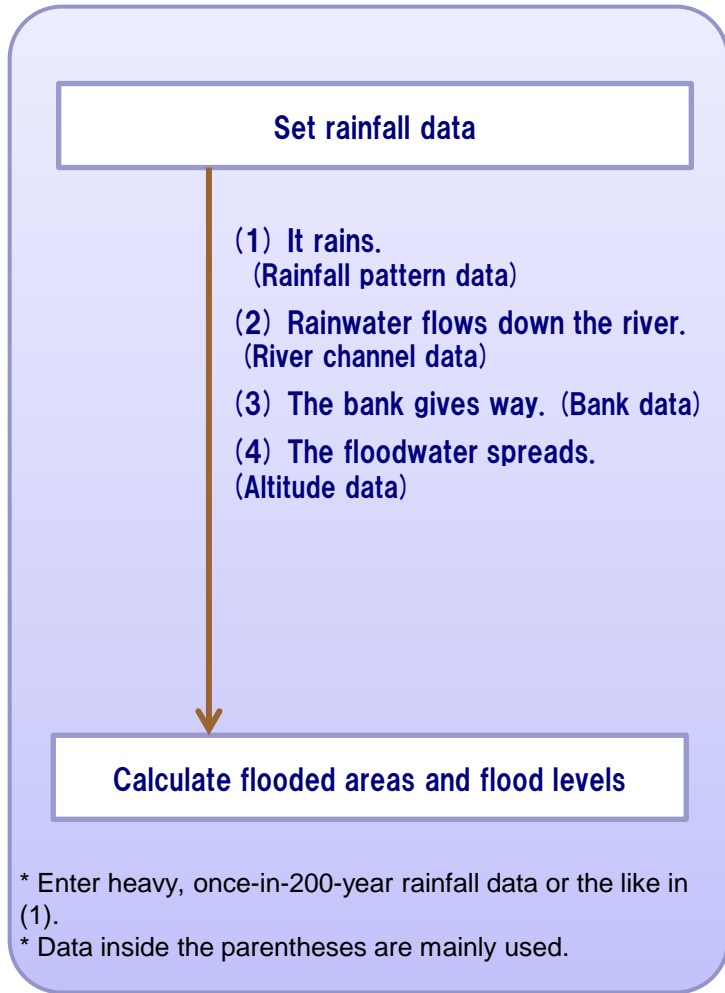 Set rainfall data
(1) It rains.
(Rainfall pattern data)
(2) Rainwater flows down the river.
(River channel data)
(3) The bank gives way. (Bank data)
(4) The floodwater spreads.
(Altitude data)
Calculate flooded areas and flood levels
* Enter heavy, once-in-200-year rainfall data or the like in
(1).
* Data inside the parentheses are mainly used.